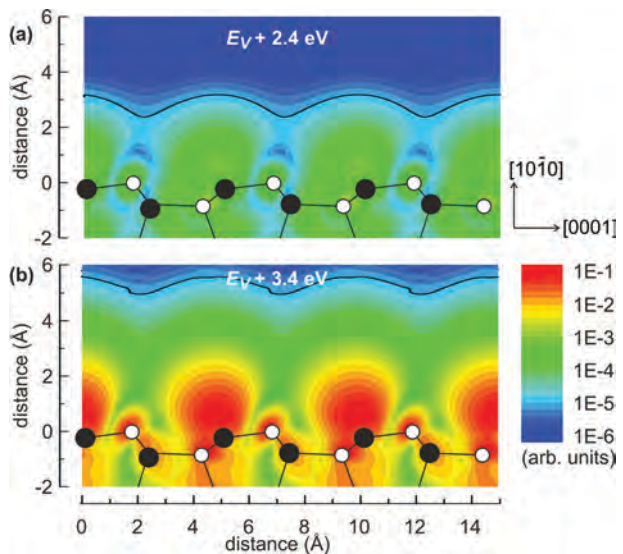 (a)
E_V + 2.4 eV
distance (Å)
6
4
2
0
-2
[101̄0]
[0001]
(b)
E_V + 3.4 eV
distance (Å)
6
4
2
0
-2
1E-1
1E-2
1E-3
1E-4
1E-5
1E-6
(arb. units)
0 2 4 6 8 10 12 14
distance (Å)